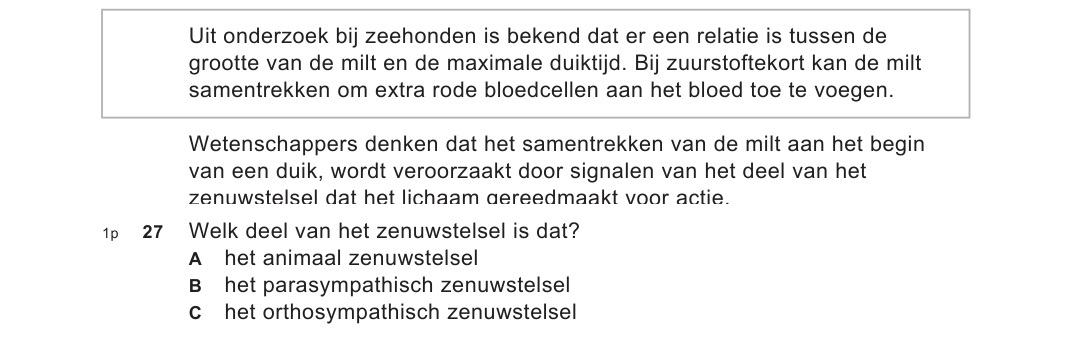 Uit onderzoek bij zeehonden is bekend dat er een relatie is tussen de
grootte van de milt en de maximale duiktijd. Bij zuurstoftekort kan de milt
samentrekken om extra rode bloedcellen aan het bloed toe te voegen.
Wetenschappers denken dat het samentrekken van de milt aan het begin
van een duik, wordt veroorzaakt door signalen van het deel van het
zenuwstelsel dat het lichaam gereedmaakt voor actie.
1p 27 Welk deel van het zenuwstelsel is dat?
A het animaal zenuwstelsel
B het parasympathisch zenuwstelsel
C het orthosympathisch zenuwstelsel